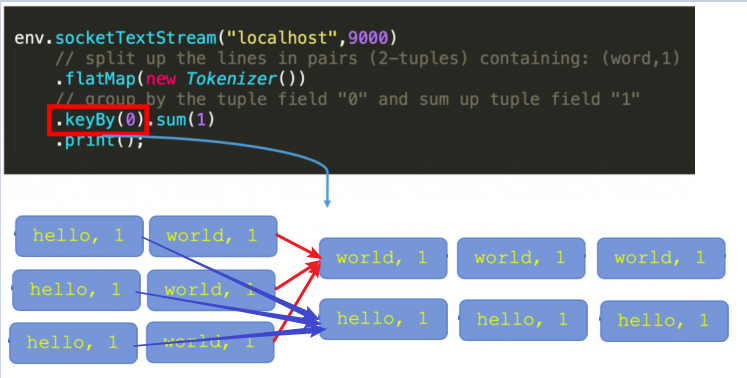 env.socketTextStream("localhost",9000)
// split up the lines in pairs (2-tuples) containing: (word,1)
.flatMap(new Tokenizer())
// group by the tuple field "0" and sum up tuple field "1"
.keyBy(0).sum(1)
.print();
hello, 1 world, 1
world, 1 world, 1 world, 1
hello, 1 world, 1
hello, 1 hello, 1 hello, 1
hello, 1 world, 1